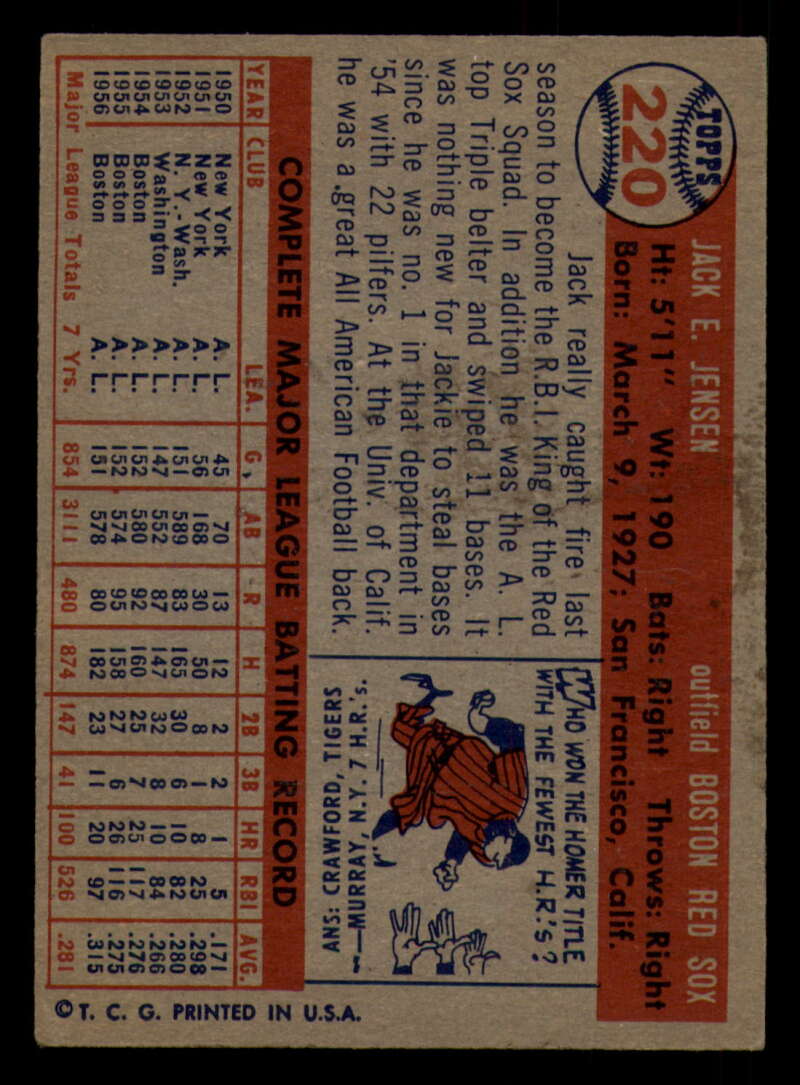 TOPPS
220
JACK E. JENSEN outfield BOSTON RED SOX
Ht: 5'11" Wt: 190 Bats: Right Throws: Right
Born: March 9, 1927; San Francisco, Calif.
Jack really caught fire last
season to become the R.B.I. King of the Red
Sox Squad. In addition he was the A. L.
top Triple belter and swiped 11 bases. It
was nothing new for Jackie to steal bases
since he was no. 1 in that department in
'54 with 22 pilfers. At the Univ. of Calif.
he was a great All American Football back.
WHO WON THE HOMER TITLE
WITH THE FEWEST H.R.'S?
ANS: CRAWFORD, TIGERS
—MURRAY, N.Y. 7 H.R.'s.
COMPLETE MAJOR LEAGUE BATTING RECORD
YEAR CLUB LEA. G AB R H 2B 3B HR RBI AVG.
1950 New York A. L. 45 70 13 12 2 2 1 5 .171
1951 New York A. L. 56 168 30 50 8 1 8 25 .298
1952 N. Y.-Wash. A. L. 151 589 83 165 30 6 10 82 .280
1953 Washington A. L. 147 552 87 147 32 8 10 84 .266
1954 Boston A. L. 152 580 92 160 25 7 25 117 .276
1955 Boston A. L. 152 574 95 158 27 6 26 116 .275
1956 Boston A. L. 151 578 80 182 23 11 20 97 .315
Major League Totals 7 Yrs. 854 3111 480 874 147 41 100 526 .281
© T. C. G. PRINTED IN U.S.A.